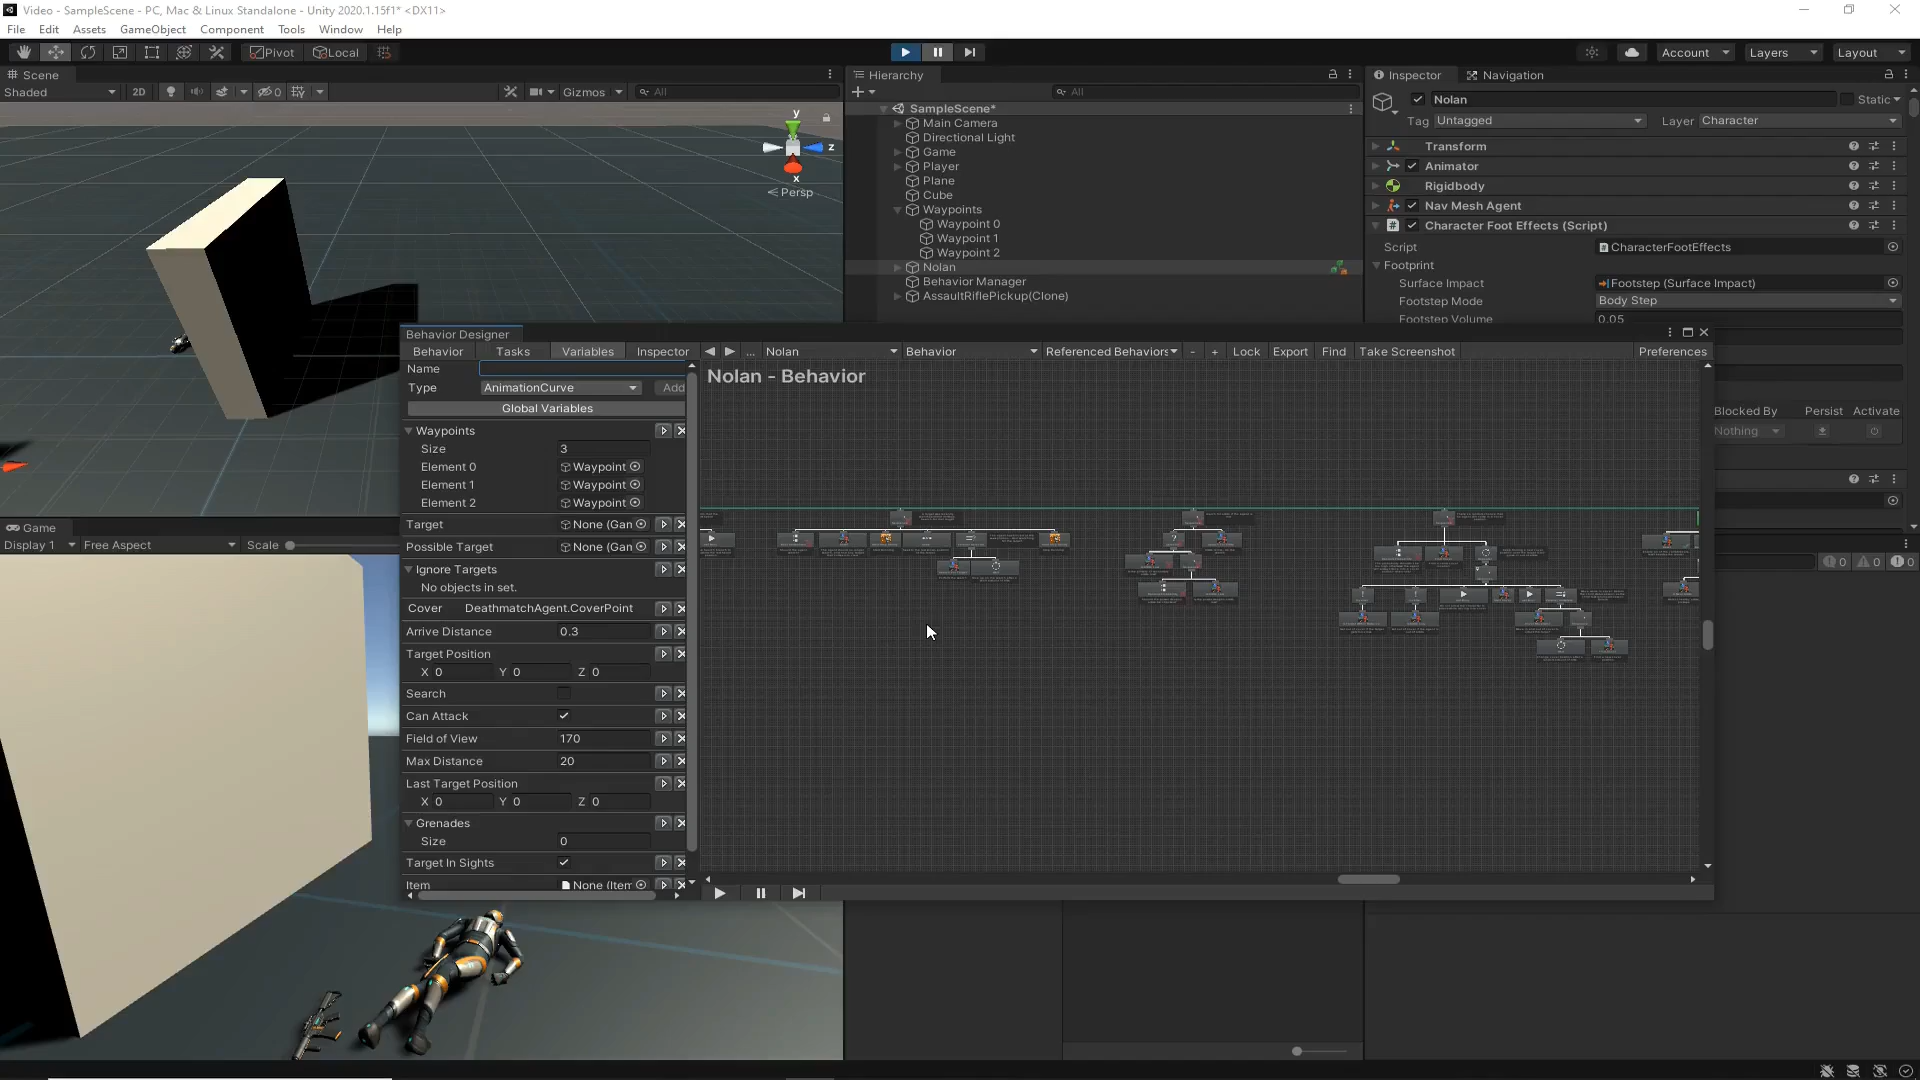 Video - SampleScene - PC, Mac & Linux Standalone - Unity 2020.1.15f1* <DX11>
File Edit Assets GameObject Component Tools Window Help
Pivot Local Account Layers Layout
Scene
Shaded 2D 0 Gizmos All
y
z
x
Persp
Hierarchy
All
SampleScene*
Main Camera
Directional Light
Game
Player
Plane
Cube
Waypoints
Waypoint 0
Waypoint 1
Waypoint 2
Nolan
Behavior Manager
AssaultRiflePickup(Clone)
Inspector Navigation
Nolan Static
Tag Untagged Layer Character
Transform
Animator
Rigidbody
Nav Mesh Agent
Character Foot Effects (Script)
Script CharacterFootEffects
Footprint
Surface Impact Footstep (Surface Impact)
Footstep Mode Body Step
Footstep Volume 0.05
Blocked By Persist Activate
Nothing
0 0 0
Behavior Designer
Behavior Tasks Variables Inspector ... Nolan Behavior Referenced Behaviors - + Lock Export Find Take Screenshot Preferences
Nolan - Behavior
Name
Type AnimationCurve Add
Global Variables
Waypoints
Size 3
Element 0 Waypoint
Element 1 Waypoint
Element 2 Waypoint
Target None (Gan
Possible Target None (Gan
Ignore Targets
No objects in set.
Cover DeathmatchAgent.CoverPoint
Arrive Distance 0.3
Target Position
X 0 Y 0 Z 0
Search
Can Attack
Field of View 170
Max Distance 20
Last Target Position
X 0 Y 0 Z 0
Grenades
Size 0
Target In Sights
Item None (Item
Game
Display 1 Free Aspect Scale